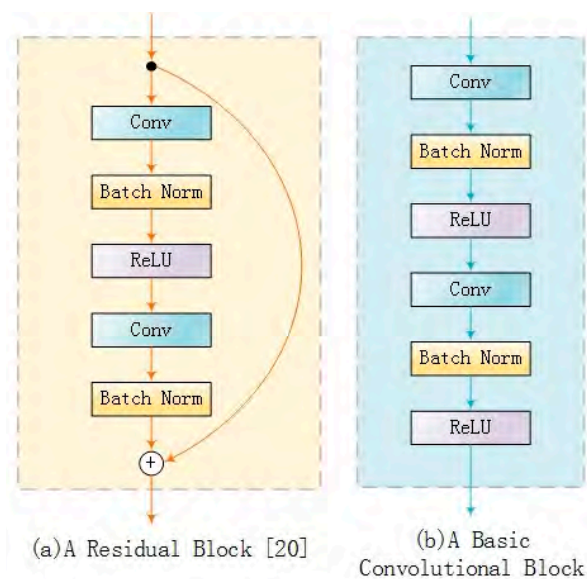 Conv
Batch Norm
ReLU
Conv
Batch Norm
+
(a)A Residual Block [20]
Conv
Batch Norm
ReLU
Conv
Batch Norm
ReLU
(b)A Basic
Convolutional Block